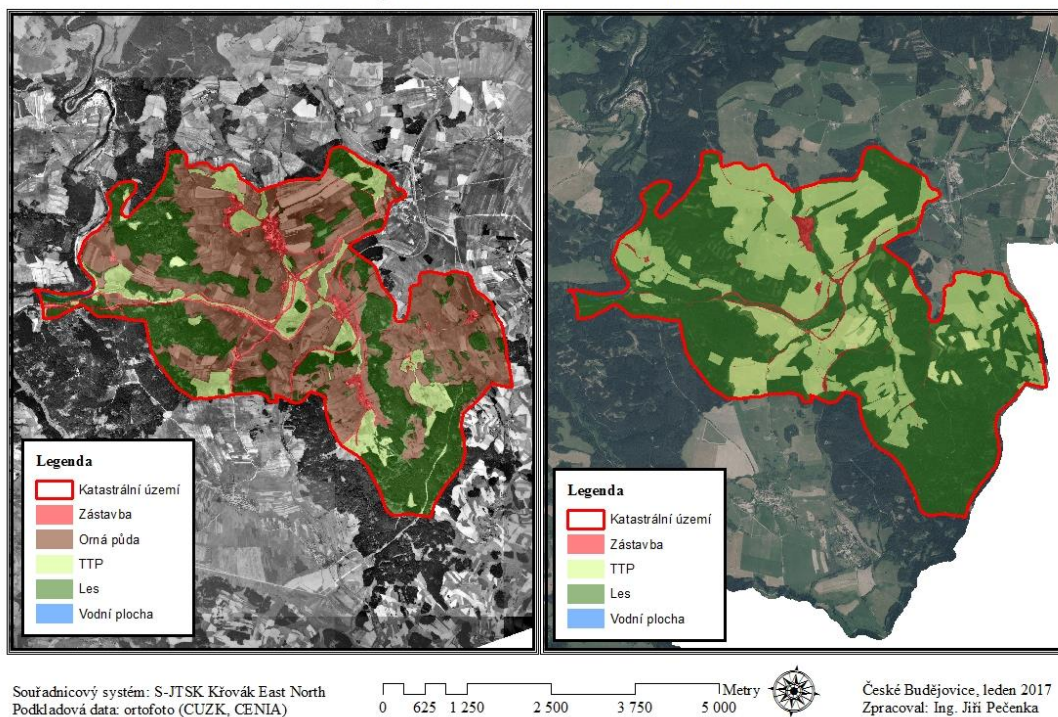 Legenda
Katastrální území
Zástavba
Orná půda
TTP
Les
Vodní plocha
Legenda
Katastrální území
Zástavba
TTP
Les
Vodní plocha
Souřadnicový systém: S-JTSK Křovák East North
Podkladová data: ortofoto (CUZK, CENIA)
Metry
0 625 1 250 2 500 3 750 5 000
České Budějovice, leden 2017
Zpracoval: Ing. Jiří Pečenka